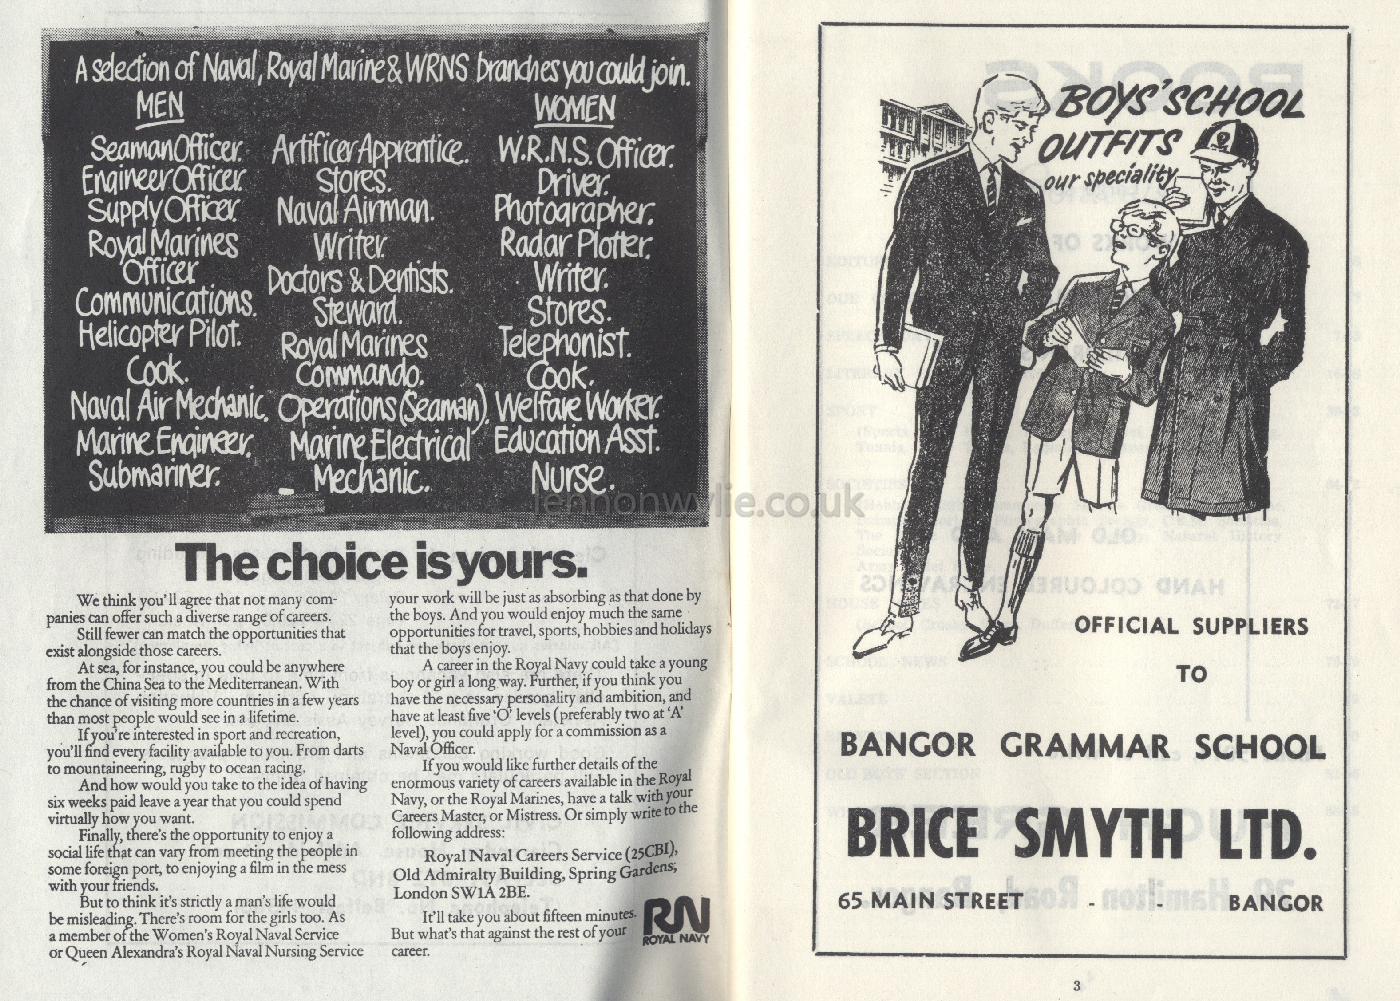 A selection of Naval, Royal Marine & WRNS branches you could join.
MEN
Seaman Officer.
Engineer Officer.
Supply Officer.
Royal Marines
Officer
Communications.
Helicopter Pilot.
Cook.
Naval Air Mechanic.
Marine Engineer.
Submariner.
Artificer Apprentice.
Stores.
Naval Airman.
Writer.
Doctors & Dentists.
Steward.
Royal Marines
Commando.
Operations (Seaman).
Marine Electrical
Mechanic.
WOMEN
W.R.N.S. Officer.
Driver.
Photographer.
Radar Plotter.
Writer.
Stores.
Telephonist.
Cook.
Welfare Worker.
Education Asst.
Nurse.
The choice is yours.
We think you'll agree that not many com-
panies can offer such a diverse range of careers.
Still fewer can match the opportunities that
exist alongside those careers.
At sea, for instance, you could be anywhere
from the China Sea to the Mediterranean. With
the chance of visiting more countries in a few years
than most people would see in a lifetime.
If you're interested in sport and recreation,
you'll find every facility available to you. From darts
to mountaineering, rugby to ocean racing.
And how would you take to the idea of having
six weeks paid leave a year that you could spend
virtually how you want.
Finally, there's the opportunity to enjoy a
social life that can vary from meeting the people in
some foreign port, to enjoying a film in the mess
with your friends.
But to think it's strictly a man's life would
be misleading. There's room for the girls too. As
a member of the Women's Royal Naval Service
or Queen Alexandra's Royal Naval Nursing Service
your work will be just as absorbing as that done by
the boys. And you would enjoy much the same
opportunities for travel, sports, hobbies and holidays
that the boys enjoy.
A career in the Royal Navy could take a young
boy or girl a long way. Further, if you think you
have the necessary personality and ambition, and
have at least five 'O' levels (preferably two at 'A'
level), you could apply for a commission as a
Naval Officer.
If you would like further details of the
enormous variety of careers available in the Royal
Navy, or the Royal Marines, have a talk with your
Careers Master, or Mistress. Or simply write to the
following address:
Royal Naval Careers Service (25CB1),
Old Admiralty Building, Spring Gardens,
London SW1A 2BE.
It'll take you about fifteen minutes.
But what's that against the rest of your
career.
RN
ROYAL NAVY
lennonwylie.co.uk
BOYS' SCHOOL
OUTFITS
our speciality
OFFICIAL SUPPLIERS
TO
BANGOR GRAMMAR SCHOOL
BRICE SMYTH LTD.
65 MAIN STREET - - BANGOR
3